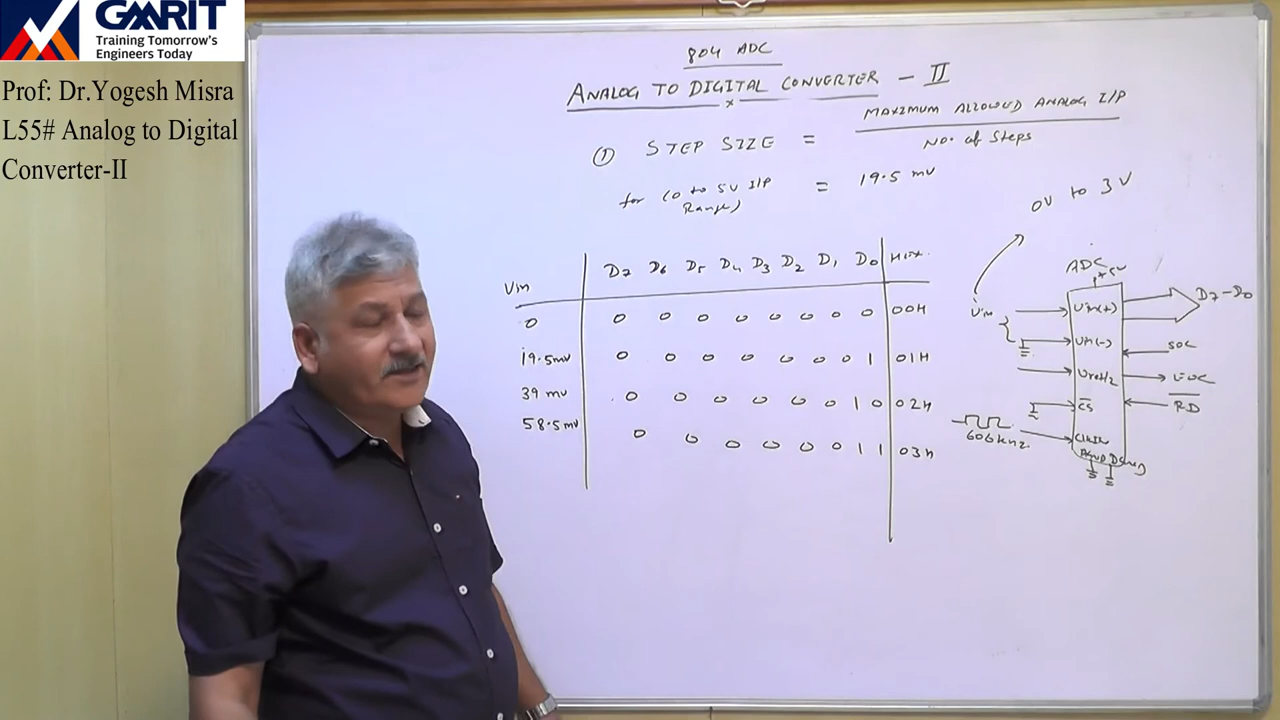 GMRIT
Training Tomorrow's
Engineers Today
Prof: Dr.Yogesh Misra
L55# Analog to Digital
Converter-II
804 ADC
ANALOG TO DIGITAL CONVERTER - II
① STEP SIZE = MAXIMUM ALLOWED ANALOG I/P
No. of Steps
for (0 to 5V I/P Range) = 19.5 mV
Vin D7 D6 D5 D4 D3 D2 D1 D0 Hex.
0 0 0 0 0 0 0 0 0 00H
19.5mv 0 0 0 0 0 0 0 1 01H
39 mv 0 0 0 0 0 0 1 0 02H
58.5mv 0 0 0 0 0 0 1 1 03H
0V to 3V
ADC
+5V
Vin Vin(+) D7-D0
Vin(-) SOC
Vref/2 EOC
C̅S̅ R̅D̅
606kHz. CLKIN
AGND DGND